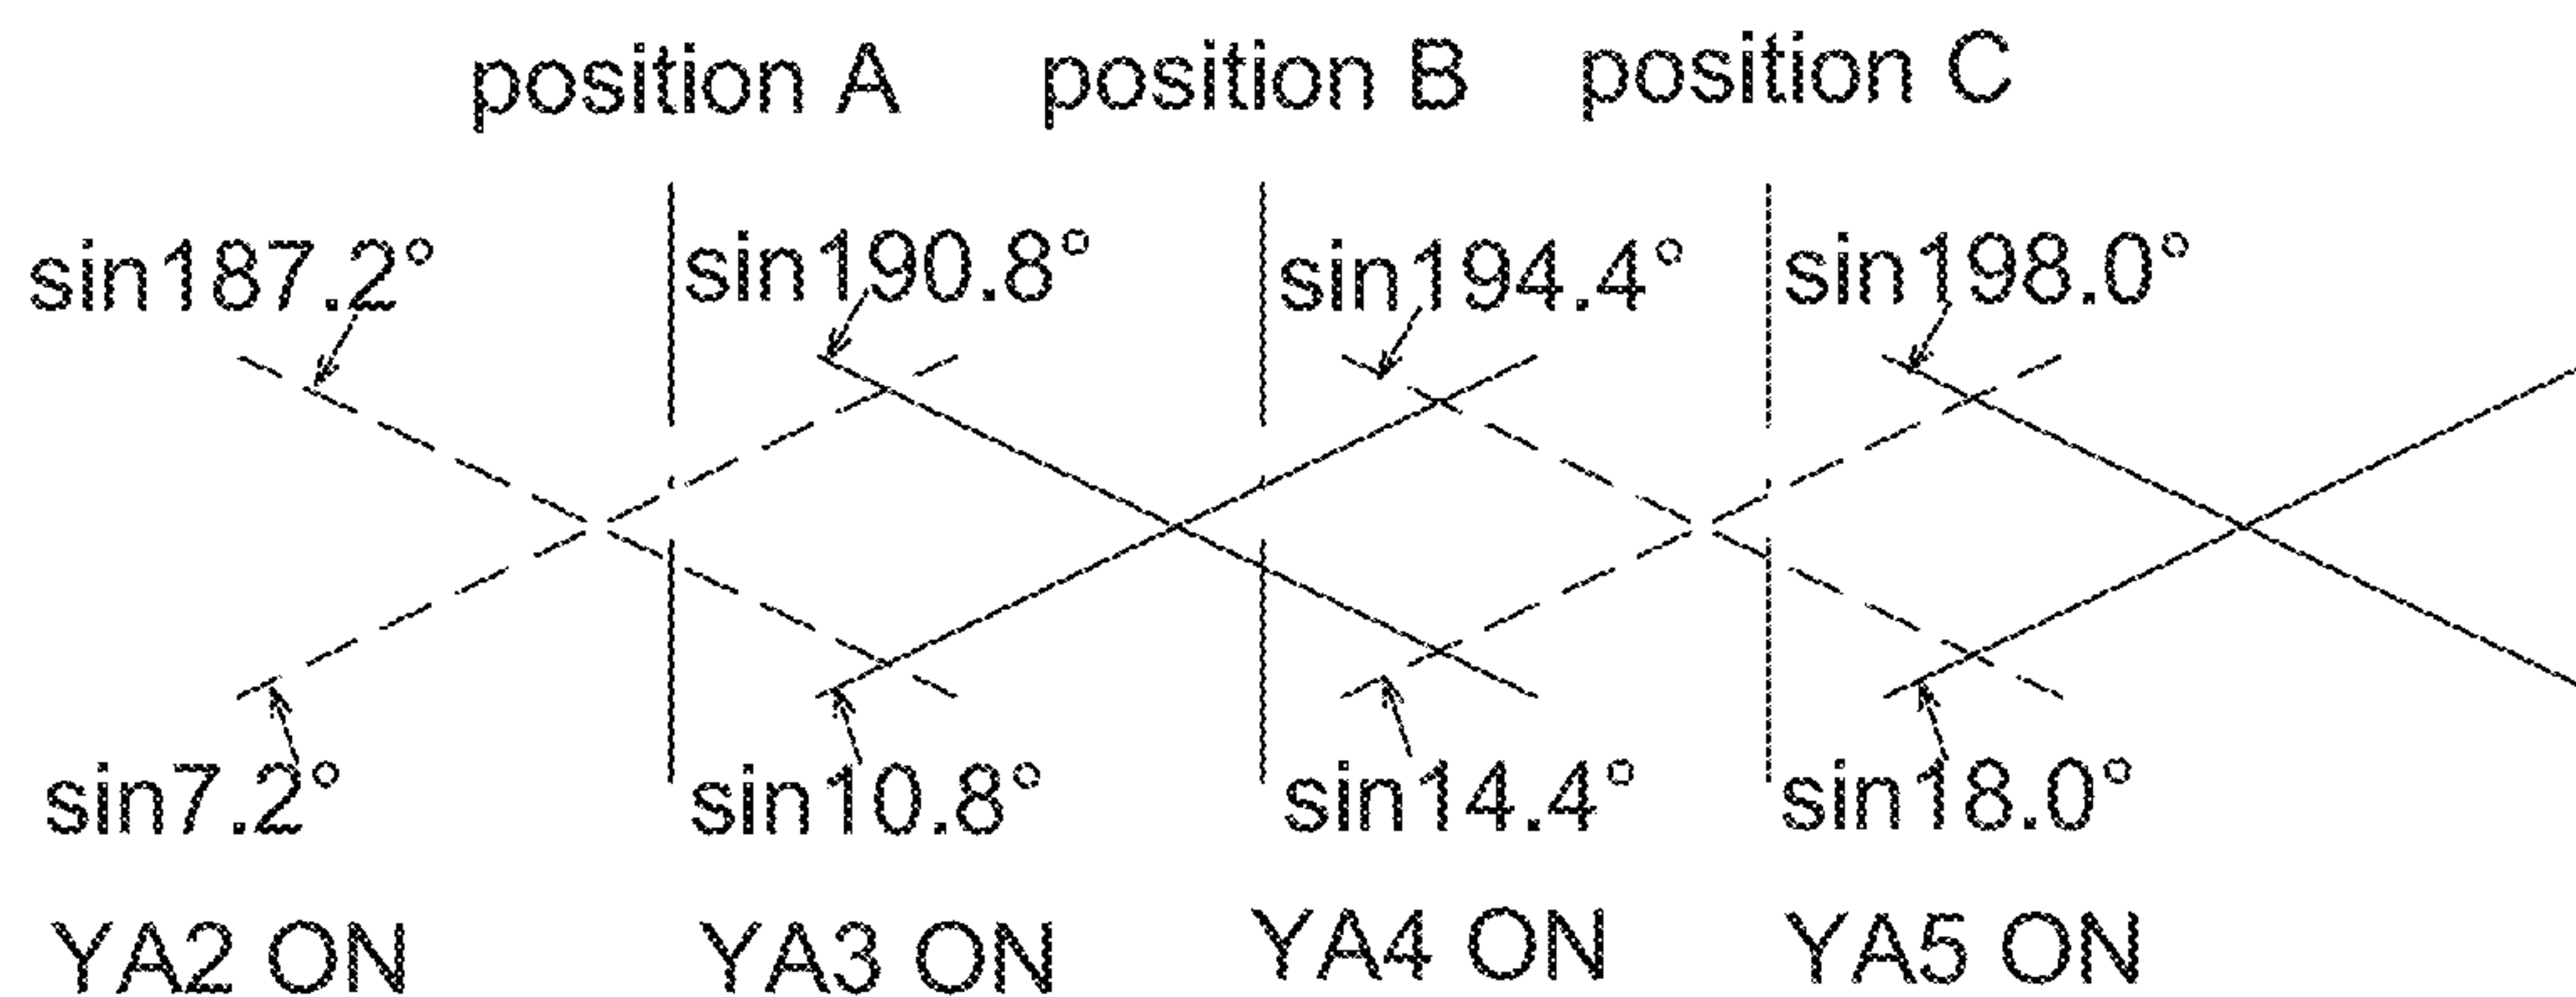 position A position B position C
sin187.2° sin190.8° sin194.4° sin198.0°
sin7.2° sin10.8° sin14.4° sin18.0°
YA2 ON YA3 ON YA4 ON YA5 ON